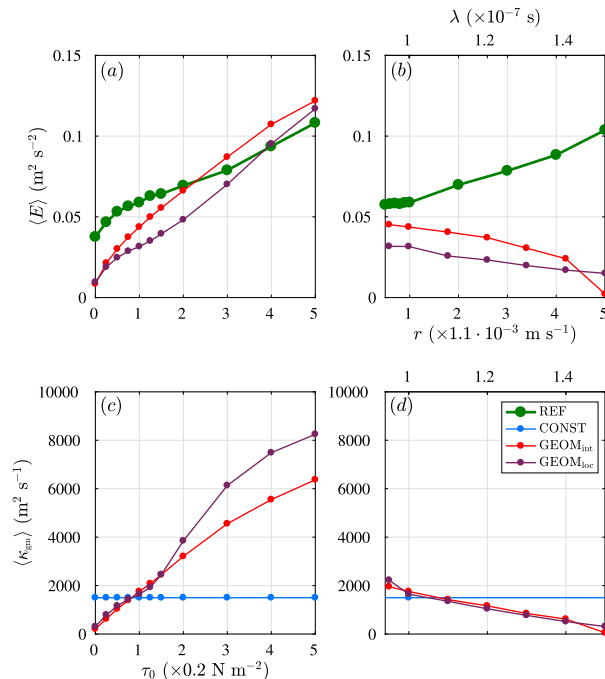 λ (×10⁻⁷ s)
1 1.2 1.4
0.15 (a) 0.15 (b)
0.1 0.1
⟨E⟩ (m² s⁻²)
0.05 0.05
0 0
0 1 2 3 4 5 1 2 3 4 5
r (×1.1 · 10⁻³ m s⁻¹)
1 1.2 1.4
10000 (c) 10000 (d)
REF
CONST
GEOMint
GEOMloc
8000 8000
6000 6000
⟨κgm⟩ (m² s⁻¹)
4000 4000
2000 2000
0 0
0 1 2 3 4 5
τ₀ (×0.2 N m⁻²)